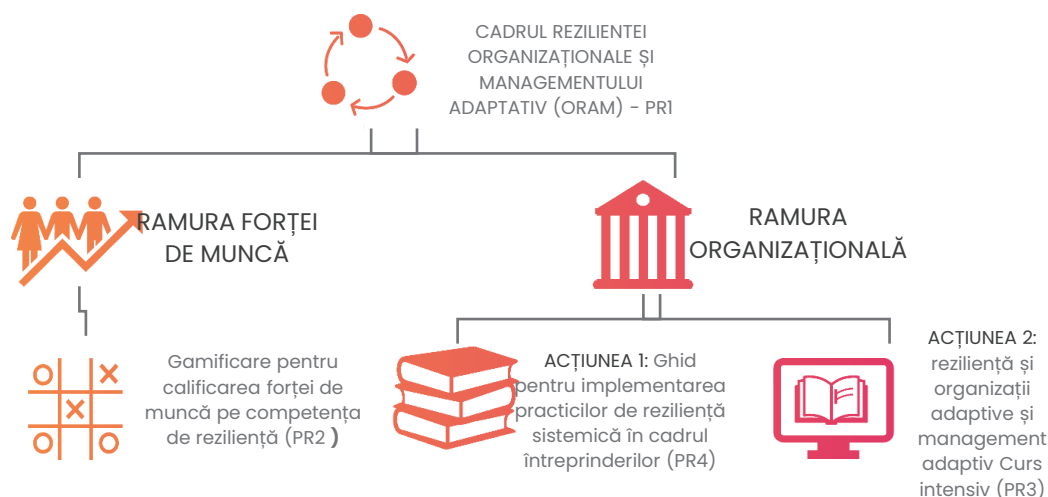 CADRUL REZILIENTEI
ORGANIZAȚIONALE ȘI
MANAGEMENTULUI
ADAPTATIV (ORAM) - PR1
RAMURA FORȚEI
DE MUNCĂ
RAMURA
ORGANIZAȚIONALĂ
Gamificare pentru
calificarea forței de
muncă pe competența
de reziliență (PR2 )
ACȚIUNEA 1: Ghid
pentru implementarea
practicilor de reziliență
sistemică în cadrul
întreprinderilor (PR4)
ACȚIUNEA 2:
reziliență și
organizații
adaptive și
management
adaptiv Curs
intensiv (PR3)